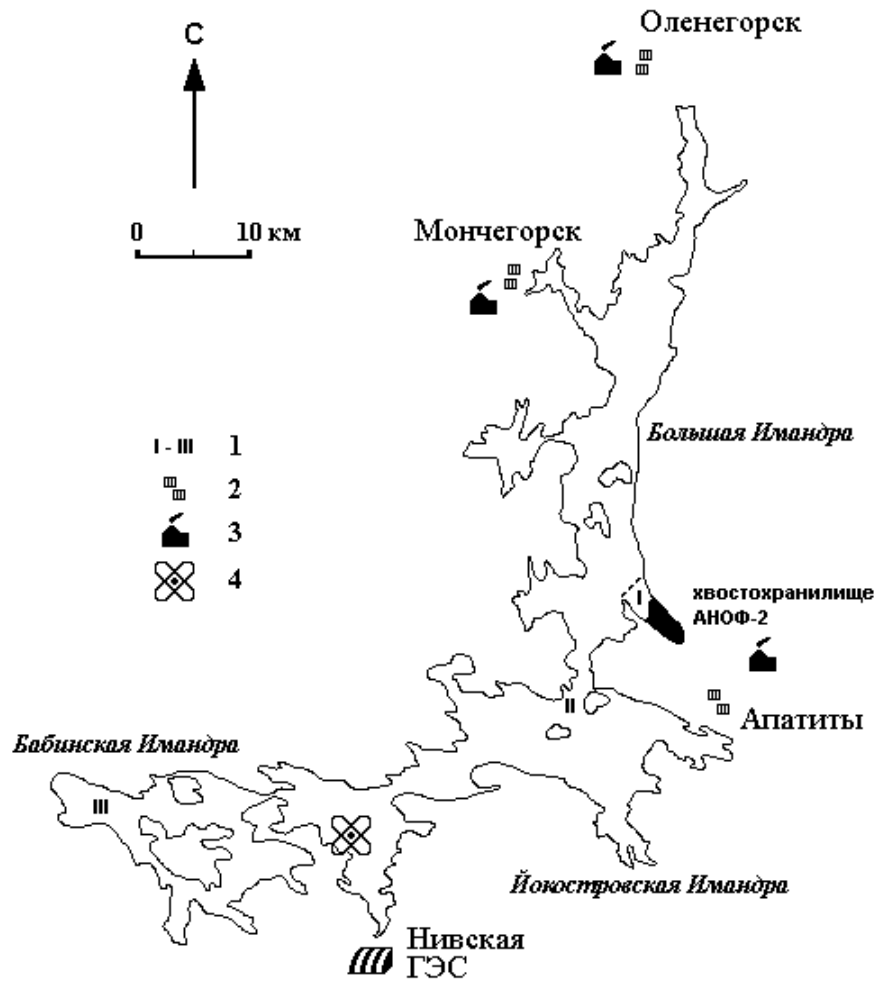 Оленегорск
С
0 10 км
Мончегорск
Большая Имандра
I - III 1
2
3
4
I
хвостохранилище
АНОФ-2
II
Апатиты
Бабинская Имандра
III
Йокостровская Имандра
Нивская
ГЭС